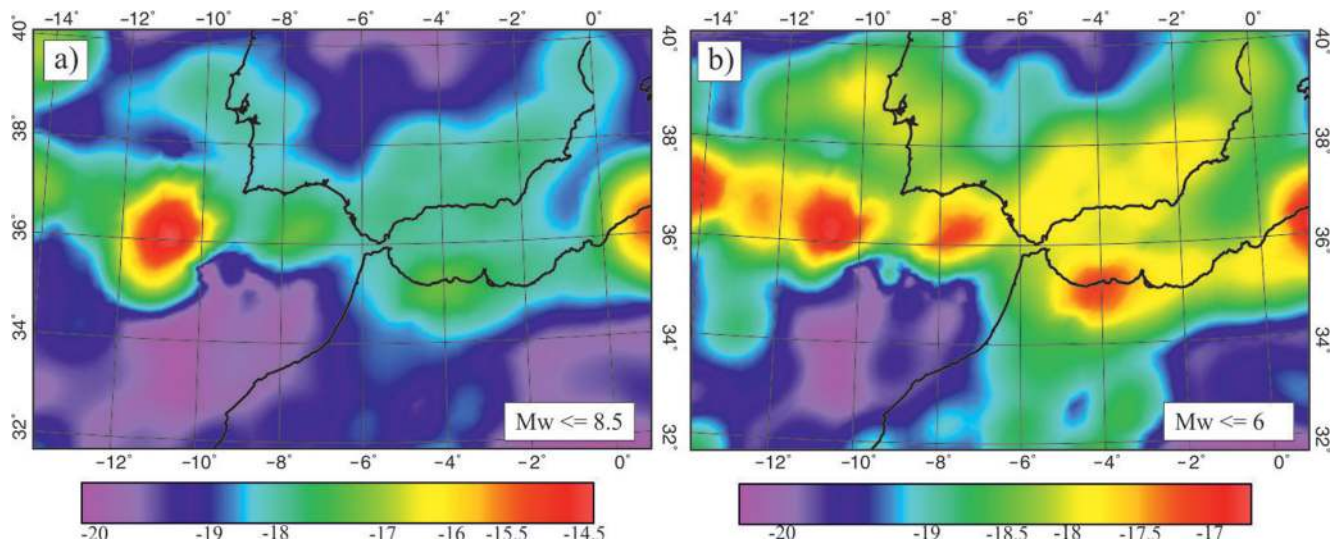 −14° −12° −10° −8° −6° −4° −2° 0°
−14° −12° −10° −8° −6° −4° −2° 0°
40° 40° 40° 40°
a) b)
38° 38° 38° 38°
36° 36° 36° 36°
34° 34° 34° 34°
32° 32° 32° 32°
Mw <= 8.5
Mw <= 6
−12° −10° −8° −6° −4° −2° 0°
−12° −10° −8° −6° −4° −2° 0°
-20 -19 -18 -17 -16 -15.5 -14.5
-20 -19 -18.5 -18 -17.5 -17